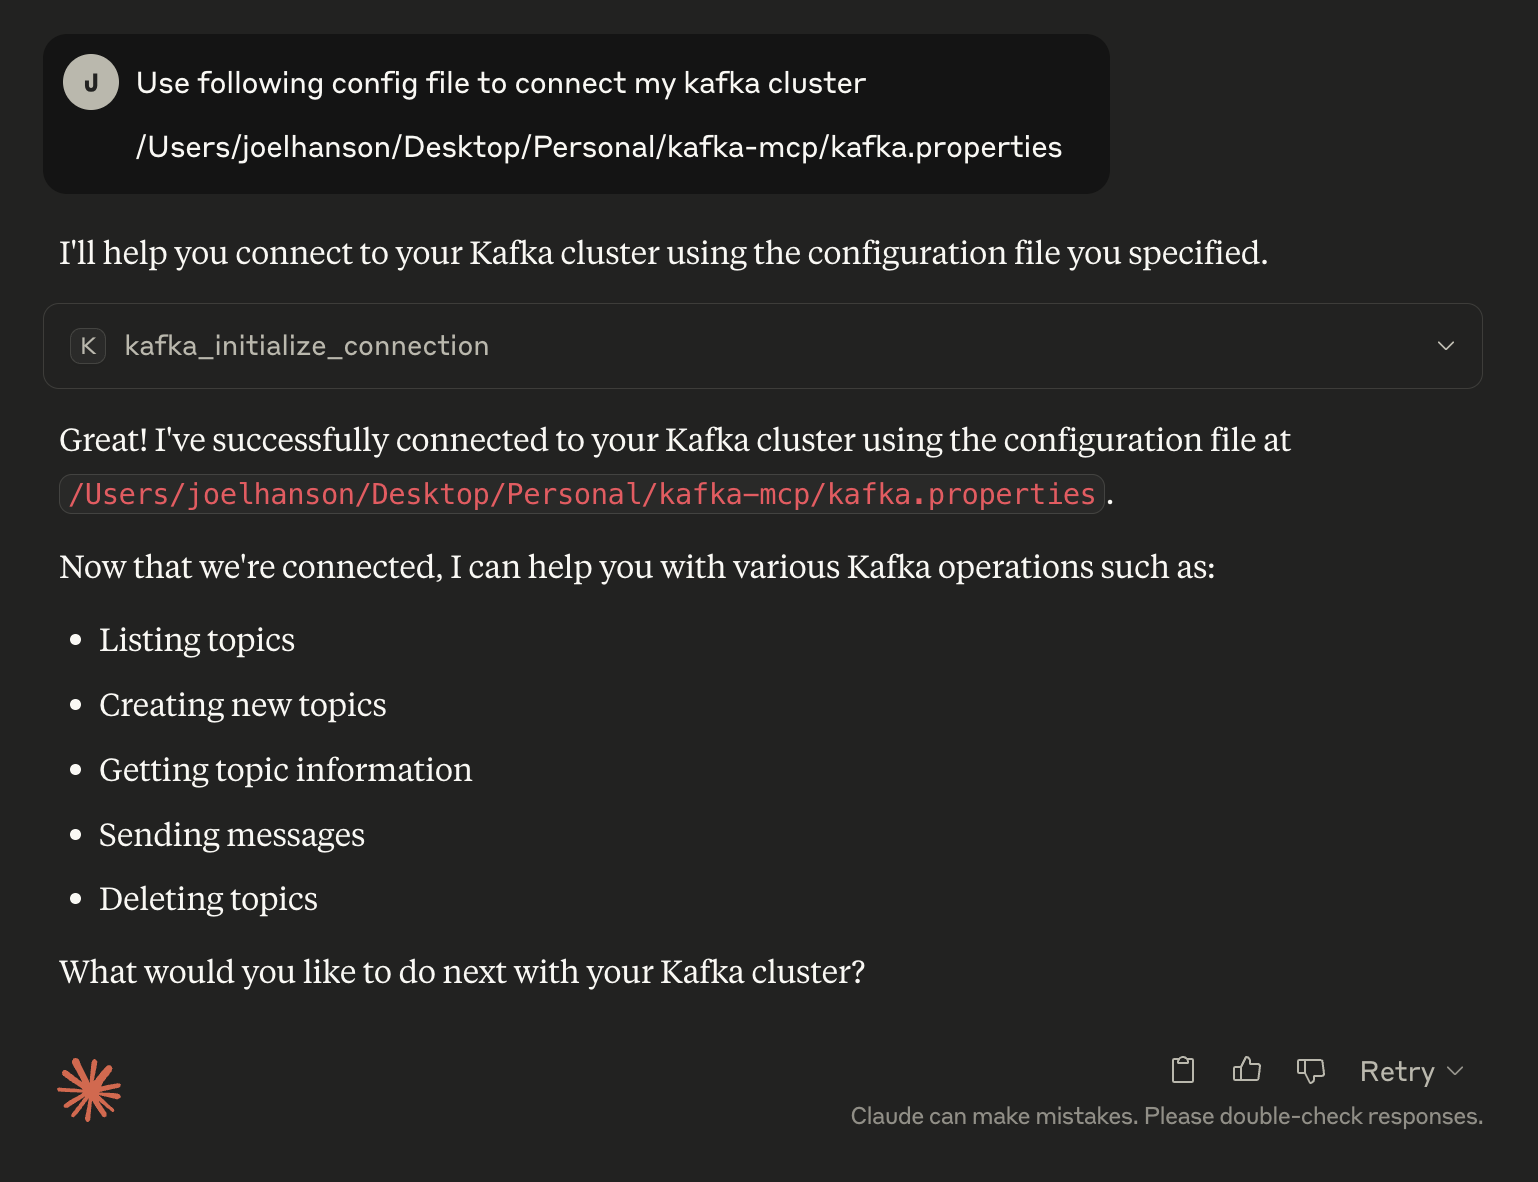 J
Use following config file to connect my kafka cluster
/Users/joelhanson/Desktop/Personal/kafka-mcp/kafka.properties
I'll help you connect to your Kafka cluster using the configuration file you specified.
K kafka_initialize_connection
Great! I've successfully connected to your Kafka cluster using the configuration file at
/Users/joelhanson/Desktop/Personal/kafka-mcp/kafka.properties.
Now that we're connected, I can help you with various Kafka operations such as:
• Listing topics
• Creating new topics
• Getting topic information
• Sending messages
• Deleting topics
What would you like to do next with your Kafka cluster?
Retry
Claude can make mistakes. Please double-check responses.